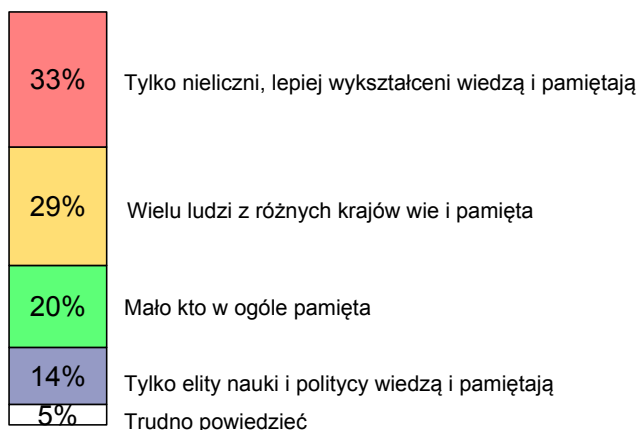 33% Tylko nieliczni, lepiej wykształceni wiedzą i pamiętają
29% Wielu ludzi z różnych krajów wie i pamięta
20% Mało kto w ogóle pamięta
14% Tylko elity nauki i politycy wiedzą i pamiętają
5% Trudno powiedzieć